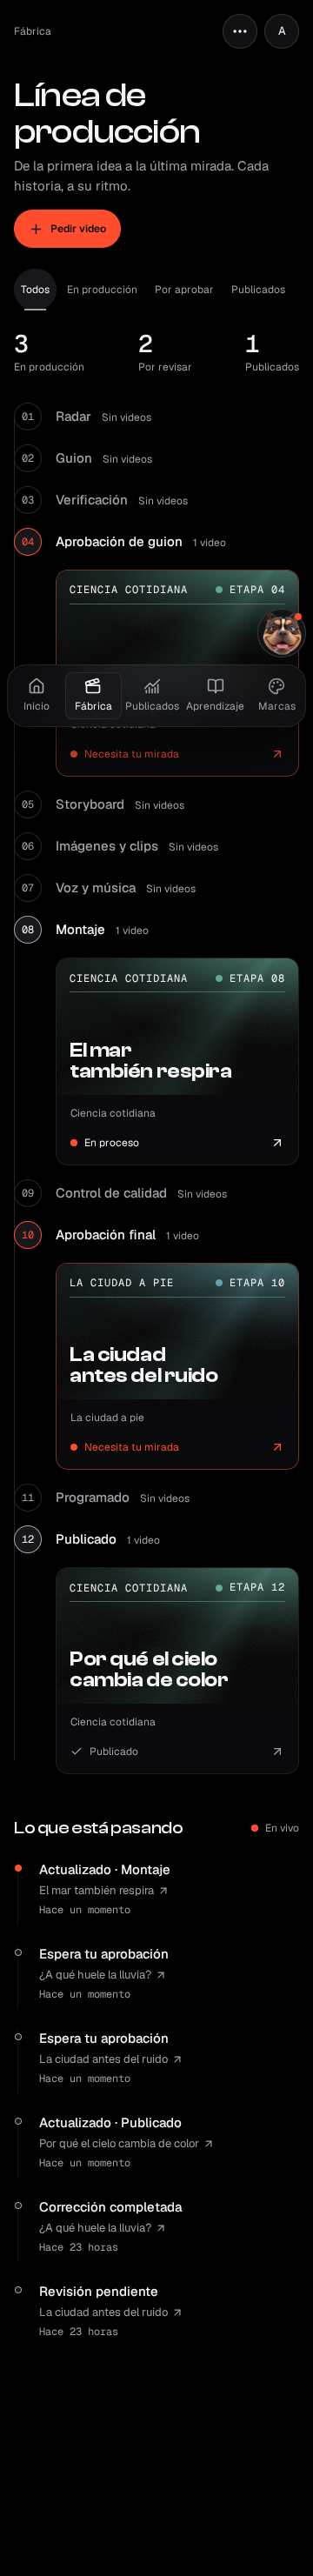 Fábrica
A
Línea de
producción
De la primera idea a la última mirada. Cada
historia, a su ritmo.
Pedir video
Todos
En producción
Por aprobar
Publicados
3
2
1
En producción
Por revisar
Publicados
01 Radar Sin videos
02 Guion Sin videos
03 Verificación Sin videos
04 Aprobación de guion 1 video
CIENCIA COTIDIANA ETAPA 04
Inicio
Fábrica
Publicados
Aprendizaje
Marcas
Necesita tu mirada
05 Storyboard Sin videos
06 Imágenes y clips Sin videos
07 Voz y música Sin videos
08 Montaje 1 video
CIENCIA COTIDIANA ETAPA 08
El mar
también respira
Ciencia cotidiana
En proceso
09 Control de calidad Sin videos
10 Aprobación final 1 video
LA CIUDAD A PIE ETAPA 10
La ciudad
antes del ruido
La ciudad a pie
Necesita tu mirada
11 Programado Sin videos
12 Publicado 1 video
CIENCIA COTIDIANA ETAPA 12
Por qué el cielo
cambia de color
Ciencia cotidiana
Publicado
Lo que está pasando En vivo
Actualizado · Montaje
El mar también respira
Hace un momento
Espera tu aprobación
¿A qué huele la lluvia?
Hace un momento
Espera tu aprobación
La ciudad antes del ruido
Hace un momento
Actualizado · Publicado
Por qué el cielo cambia de color
Hace un momento
Corrección completada
¿A qué huele la lluvia?
Hace 23 horas
Revisión pendiente
La ciudad antes del ruido
Hace 23 horas